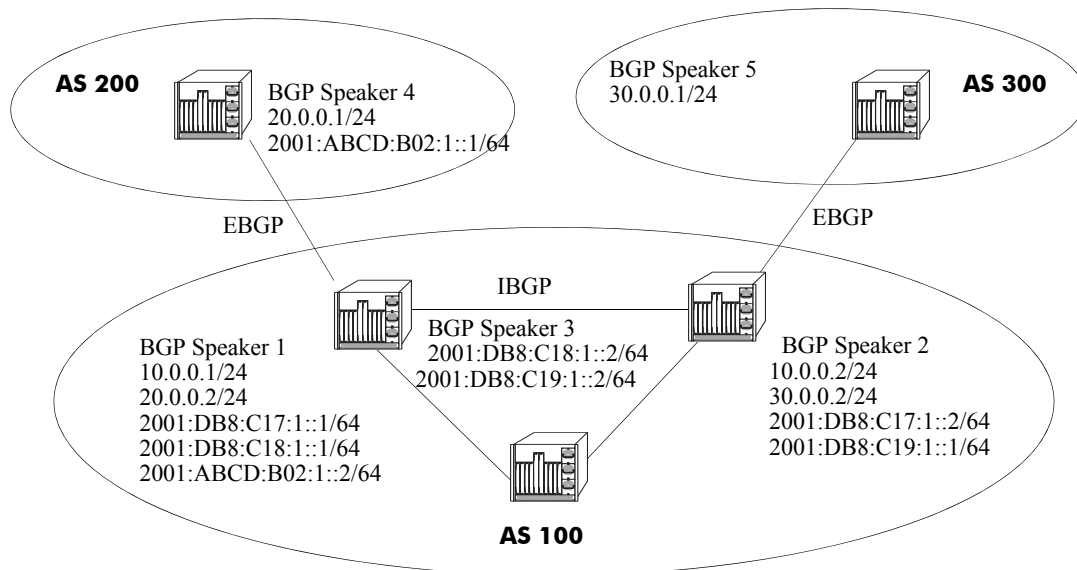 AS 200
BGP Speaker 4
20.0.0.1/24
2001:ABCD:B02:1::1/64
BGP Speaker 5
30.0.0.1/24
AS 300
EBGP
EBGP
IBGP
BGP Speaker 1
10.0.0.1/24
20.0.0.2/24
2001:DB8:C17:1::1/64
2001:DB8:C18:1::1/64
2001:ABCD:B02:1::2/64
BGP Speaker 3
2001:DB8:C18:1::2/64
2001:DB8:C19:1::2/64
BGP Speaker 2
10.0.0.2/24
30.0.0.2/24
2001:DB8:C17:1::2/64
2001:DB8:C19:1::1/64
AS 100